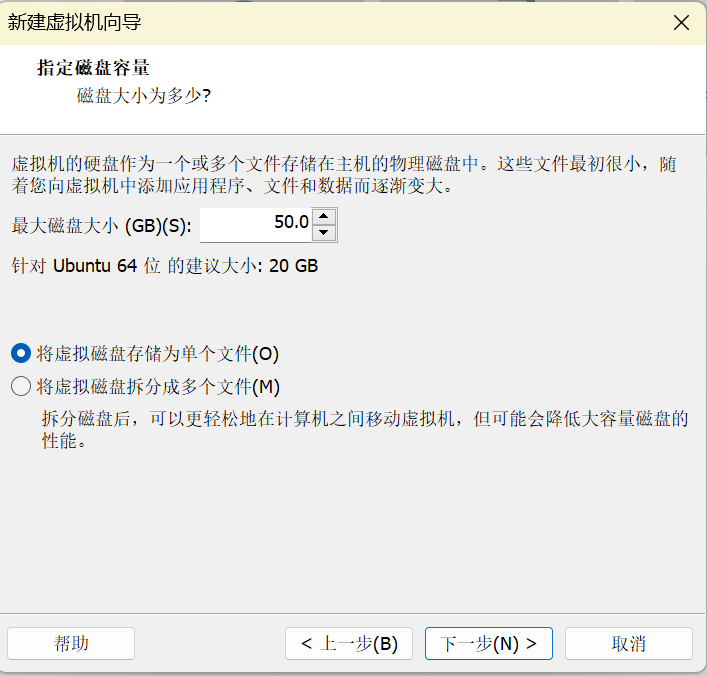 新建虚拟机向导
指定磁盘容量
磁盘大小为多少?
虚拟机的硬盘作为一个或多个文件存储在主机的物理磁盘中。这些文件最初很小，随
着您向虚拟机中添加应用程序、文件和数据而逐渐变大。
最大磁盘大小 (GB)(S): 50.0
针对 Ubuntu 64 位 的建议大小: 20 GB
将虚拟磁盘存储为单个文件(O)
将虚拟磁盘拆分成多个文件(M)
拆分磁盘后，可以更轻松地在计算机之间移动虚拟机，但可能会降低大容量磁盘的
性能。
帮助 < 上一步(B) 下一步(N) > 取消